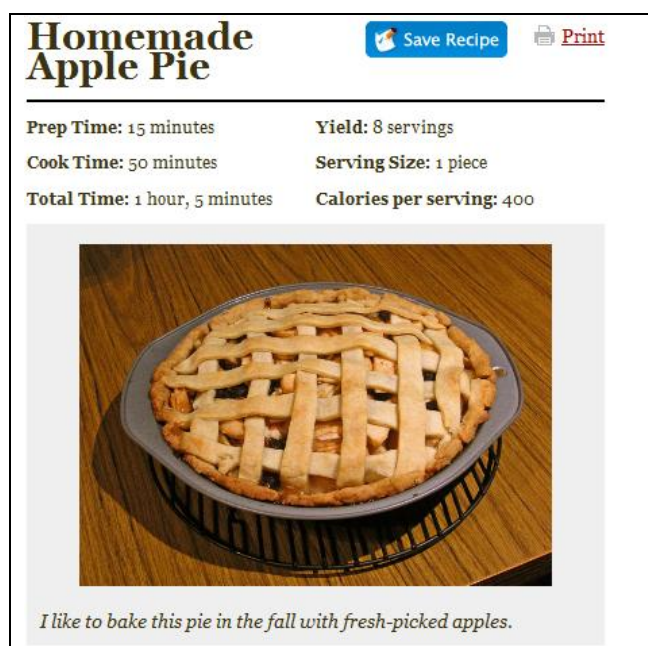 Homemade
Apple Pie
Save Recipe
Print
Prep Time: 15 minutes
Yield: 8 servings
Cook Time: 50 minutes
Serving Size: 1 piece
Total Time: 1 hour, 5 minutes
Calories per serving: 400
I like to bake this pie in the fall with fresh-picked apples.